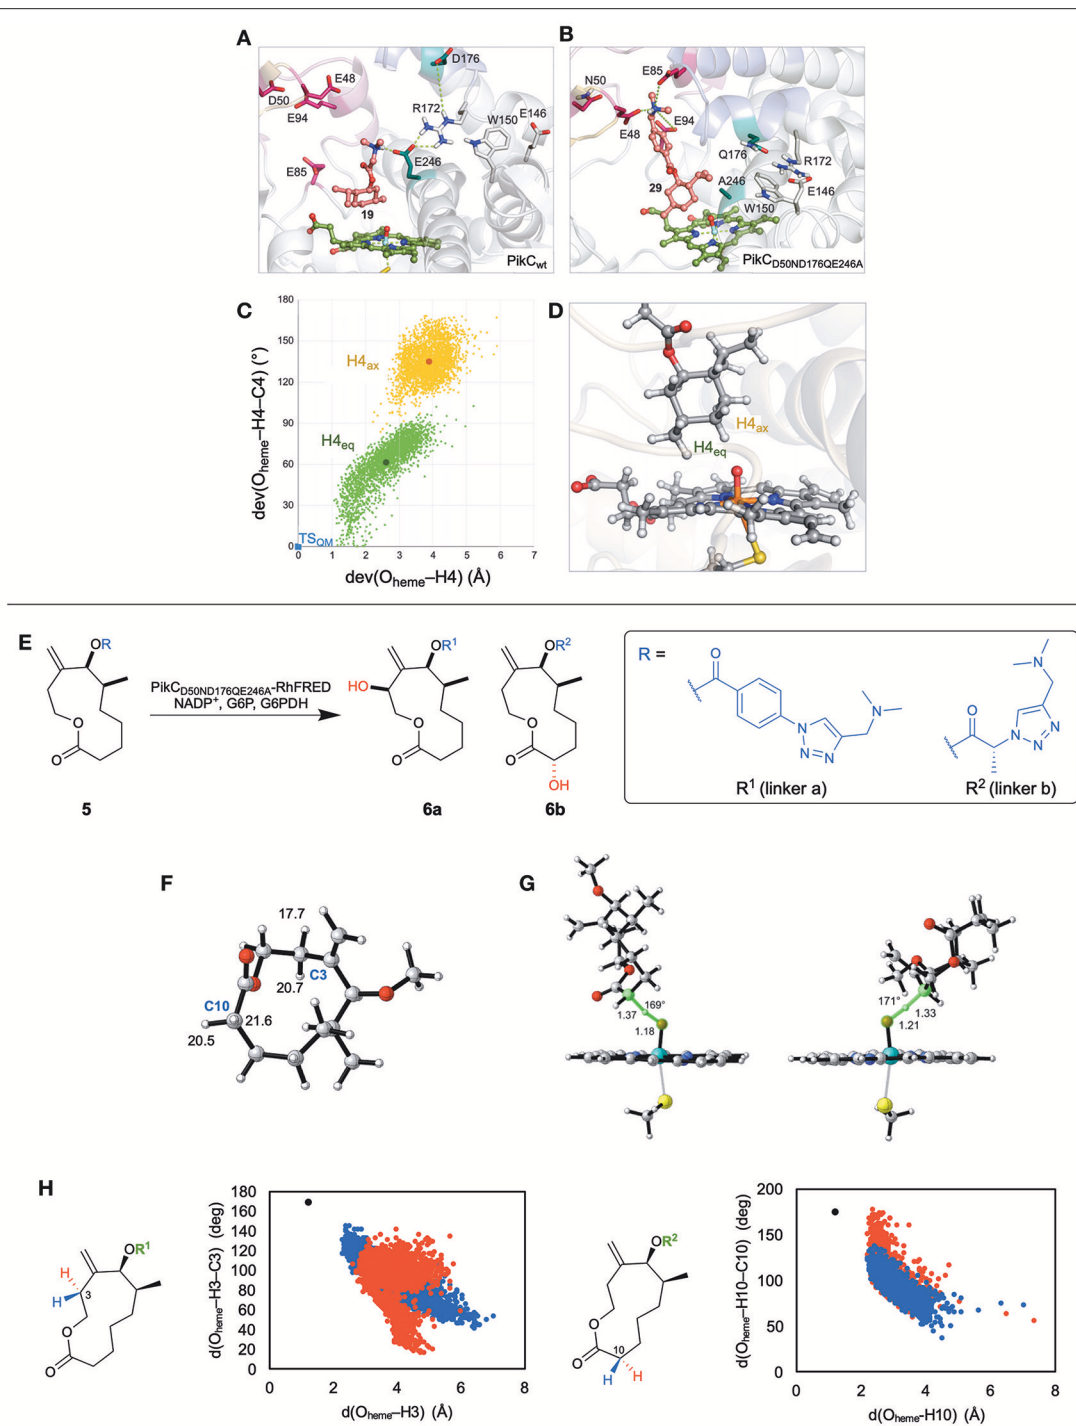 A
D176
E48
D50
E94
R172
E146
W150
E246
E85
19
PikCwt
B
E85
N50
E94
E48
Q176
R172
29
A246
E146
W150
PikCD50ND176QE246A
C
180
150
120
90
60
30
0
dev(Oheme–H4–C4) (°)
H4ax
H4eq
TSQM
0
1
2
3
4
5
6
7
dev(Oheme–H4) (Å)
D
H4ax
H4eq
E
OR
O
O
5
PikCD50ND176QE246A-RhFRED
NADP+, G6P, G6PDH
OR1
HO
O
O
6a
OR2
O
O
OH
6b
R =
O
N
N
N
N
R1 (linker a)
N
O
N
N
N
R2 (linker b)
F
17.7
C3
20.7
C10
21.6
20.5
G
169°
1.37
1.18
171°
1.33
1.21
H
OR1
H
H
3
O
O
180
160
140
120
100
80
60
40
20
0
d(Oheme–H3–C3) (deg)
0
2
4
6
8
d(Oheme–H3) (Å)
OR2
O
O
10
H
H
200
150
100
50
0
d(Oheme–H10–C10) (deg)
0
2
4
6
8
d(Oheme-H10) (Å)